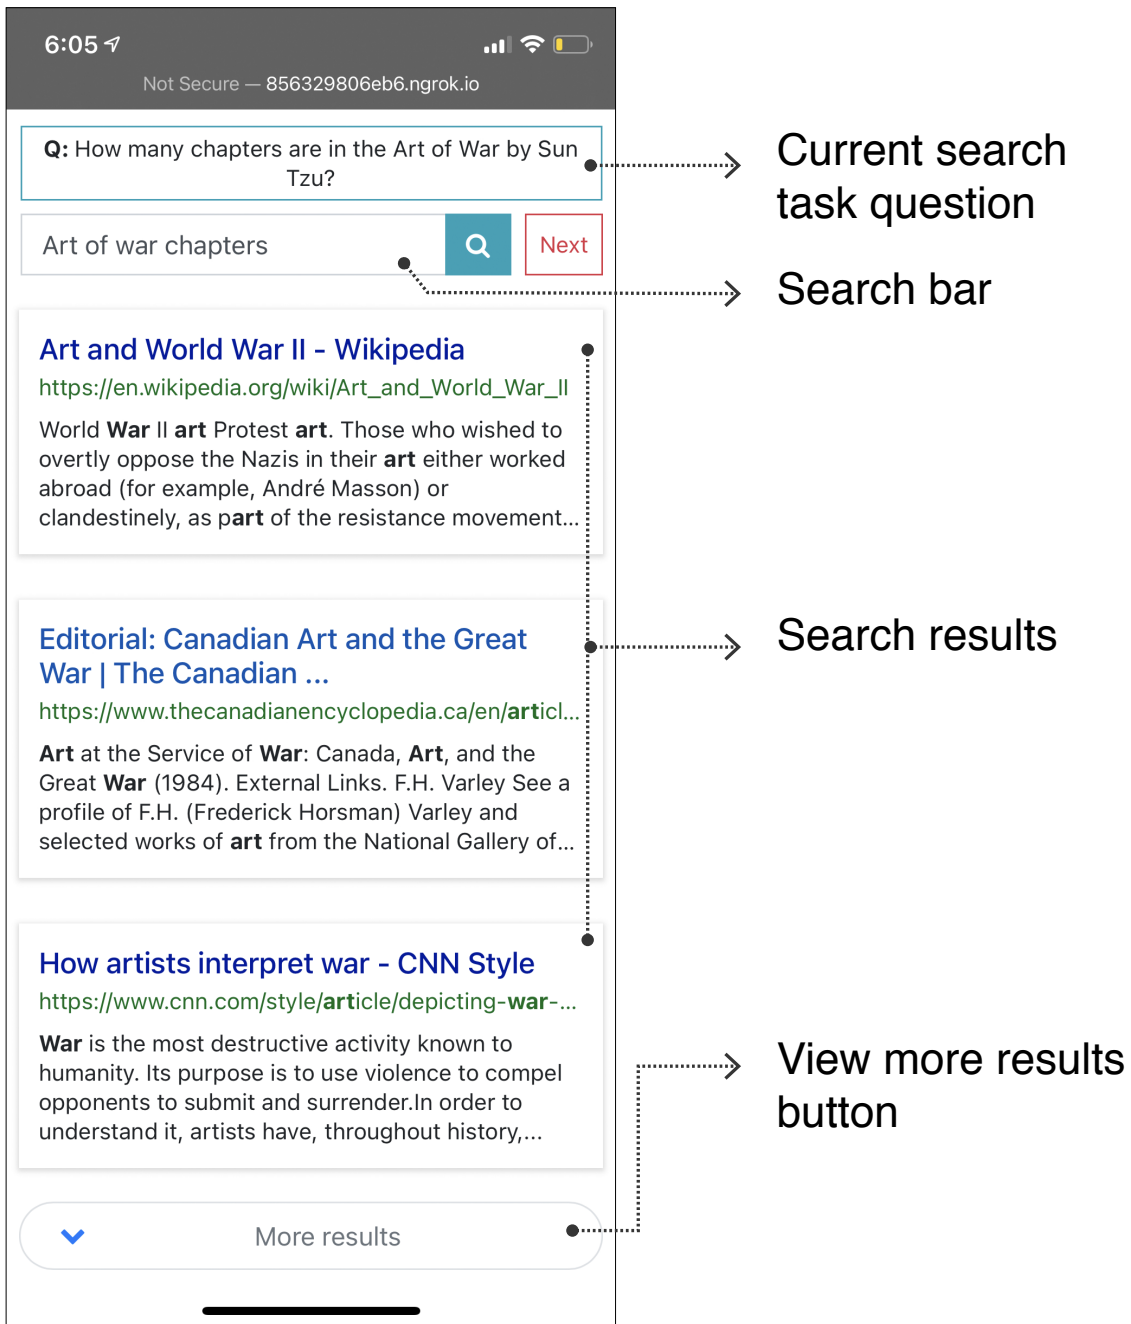 6:05
Not Secure — 856329806eb6.ngrok.io
Q: How many chapters are in the Art of War by Sun
Tzu?
Current search
task question
Art of war chapters
Next
Search bar
Art and World War II - Wikipedia
https://en.wikipedia.org/wiki/Art_and_World_War_II
World War II art Protest art. Those who wished to
overtly oppose the Nazis in their art either worked
abroad (for example, André Masson) or
clandestinely, as part of the resistance movement...
Editorial: Canadian Art and the Great
War | The Canadian ...
https://www.thecanadianencyclopedia.ca/en/articl...
Art at the Service of War: Canada, Art, and the
Great War (1984). External Links. F.H. Varley See a
profile of F.H. (Frederick Horsman) Varley and
selected works of art from the National Gallery of...
Search results
How artists interpret war - CNN Style
https://www.cnn.com/style/article/depicting-war-...
War is the most destructive activity known to
humanity. Its purpose is to use violence to compel
opponents to submit and surrender.In order to
understand it, artists have, throughout history,...
View more results
button
More results